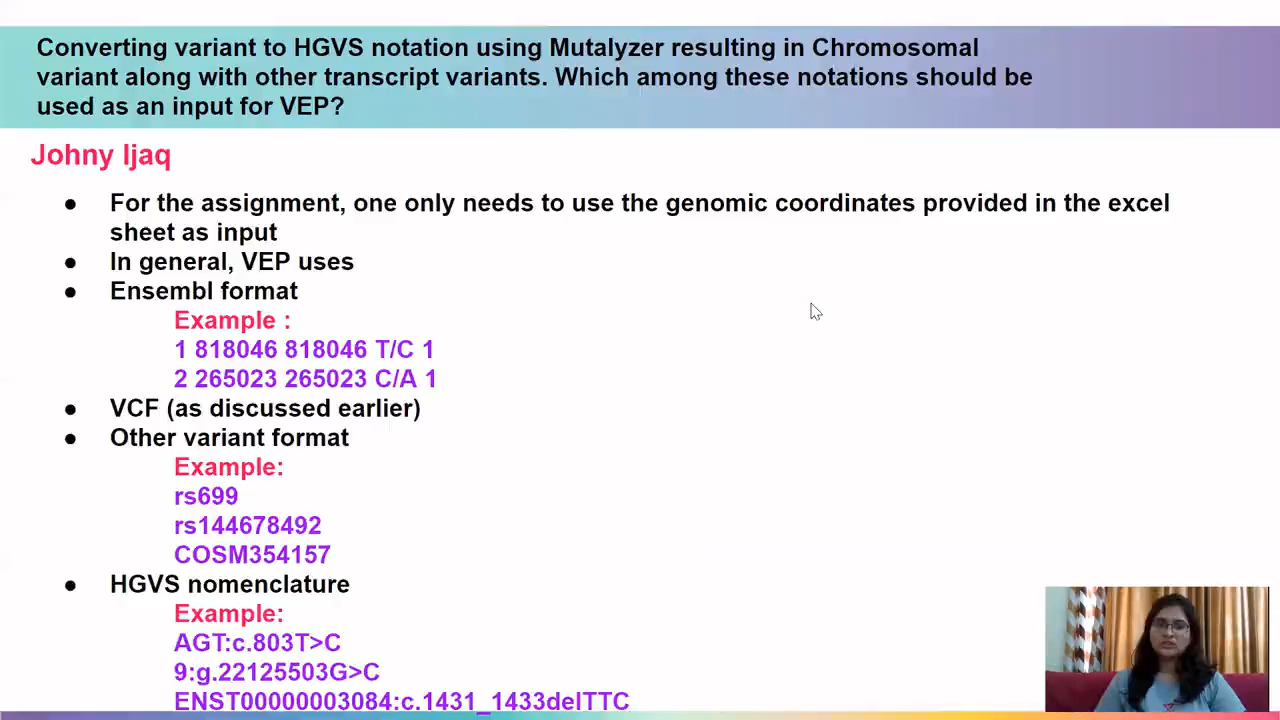 Converting variant to HGVS notation using Mutalyzer resulting in Chromosomal
variant along with other transcript variants. Which among these notations should be
used as an input for VEP?
Johny Ijaq
● For the assignment, one only needs to use the genomic coordinates provided in the excel
sheet as input
● In general, VEP uses
● Ensembl format
Example :
1 818046 818046 T/C 1
2 265023 265023 C/A 1
● VCF (as discussed earlier)
● Other variant format
Example:
rs699
rs144678492
COSM354157
● HGVS nomenclature
Example:
AGT:c.803T>C
9:g.22125503G>C
ENST00000003084:c.1431_1433delTTC